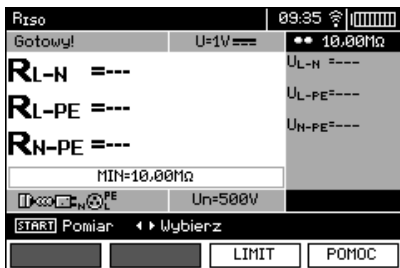 RISO 09:35
Gotowy! U=1V 10,00MΩ
RL-N =---
RL-PE =---
RN-PE =---
UL-N =---
UL-PE=---
UN-PE=---
MIN=10,00MΩ
N PE L Un=500V
START Pomiar Wybierz
LIMIT POMOC